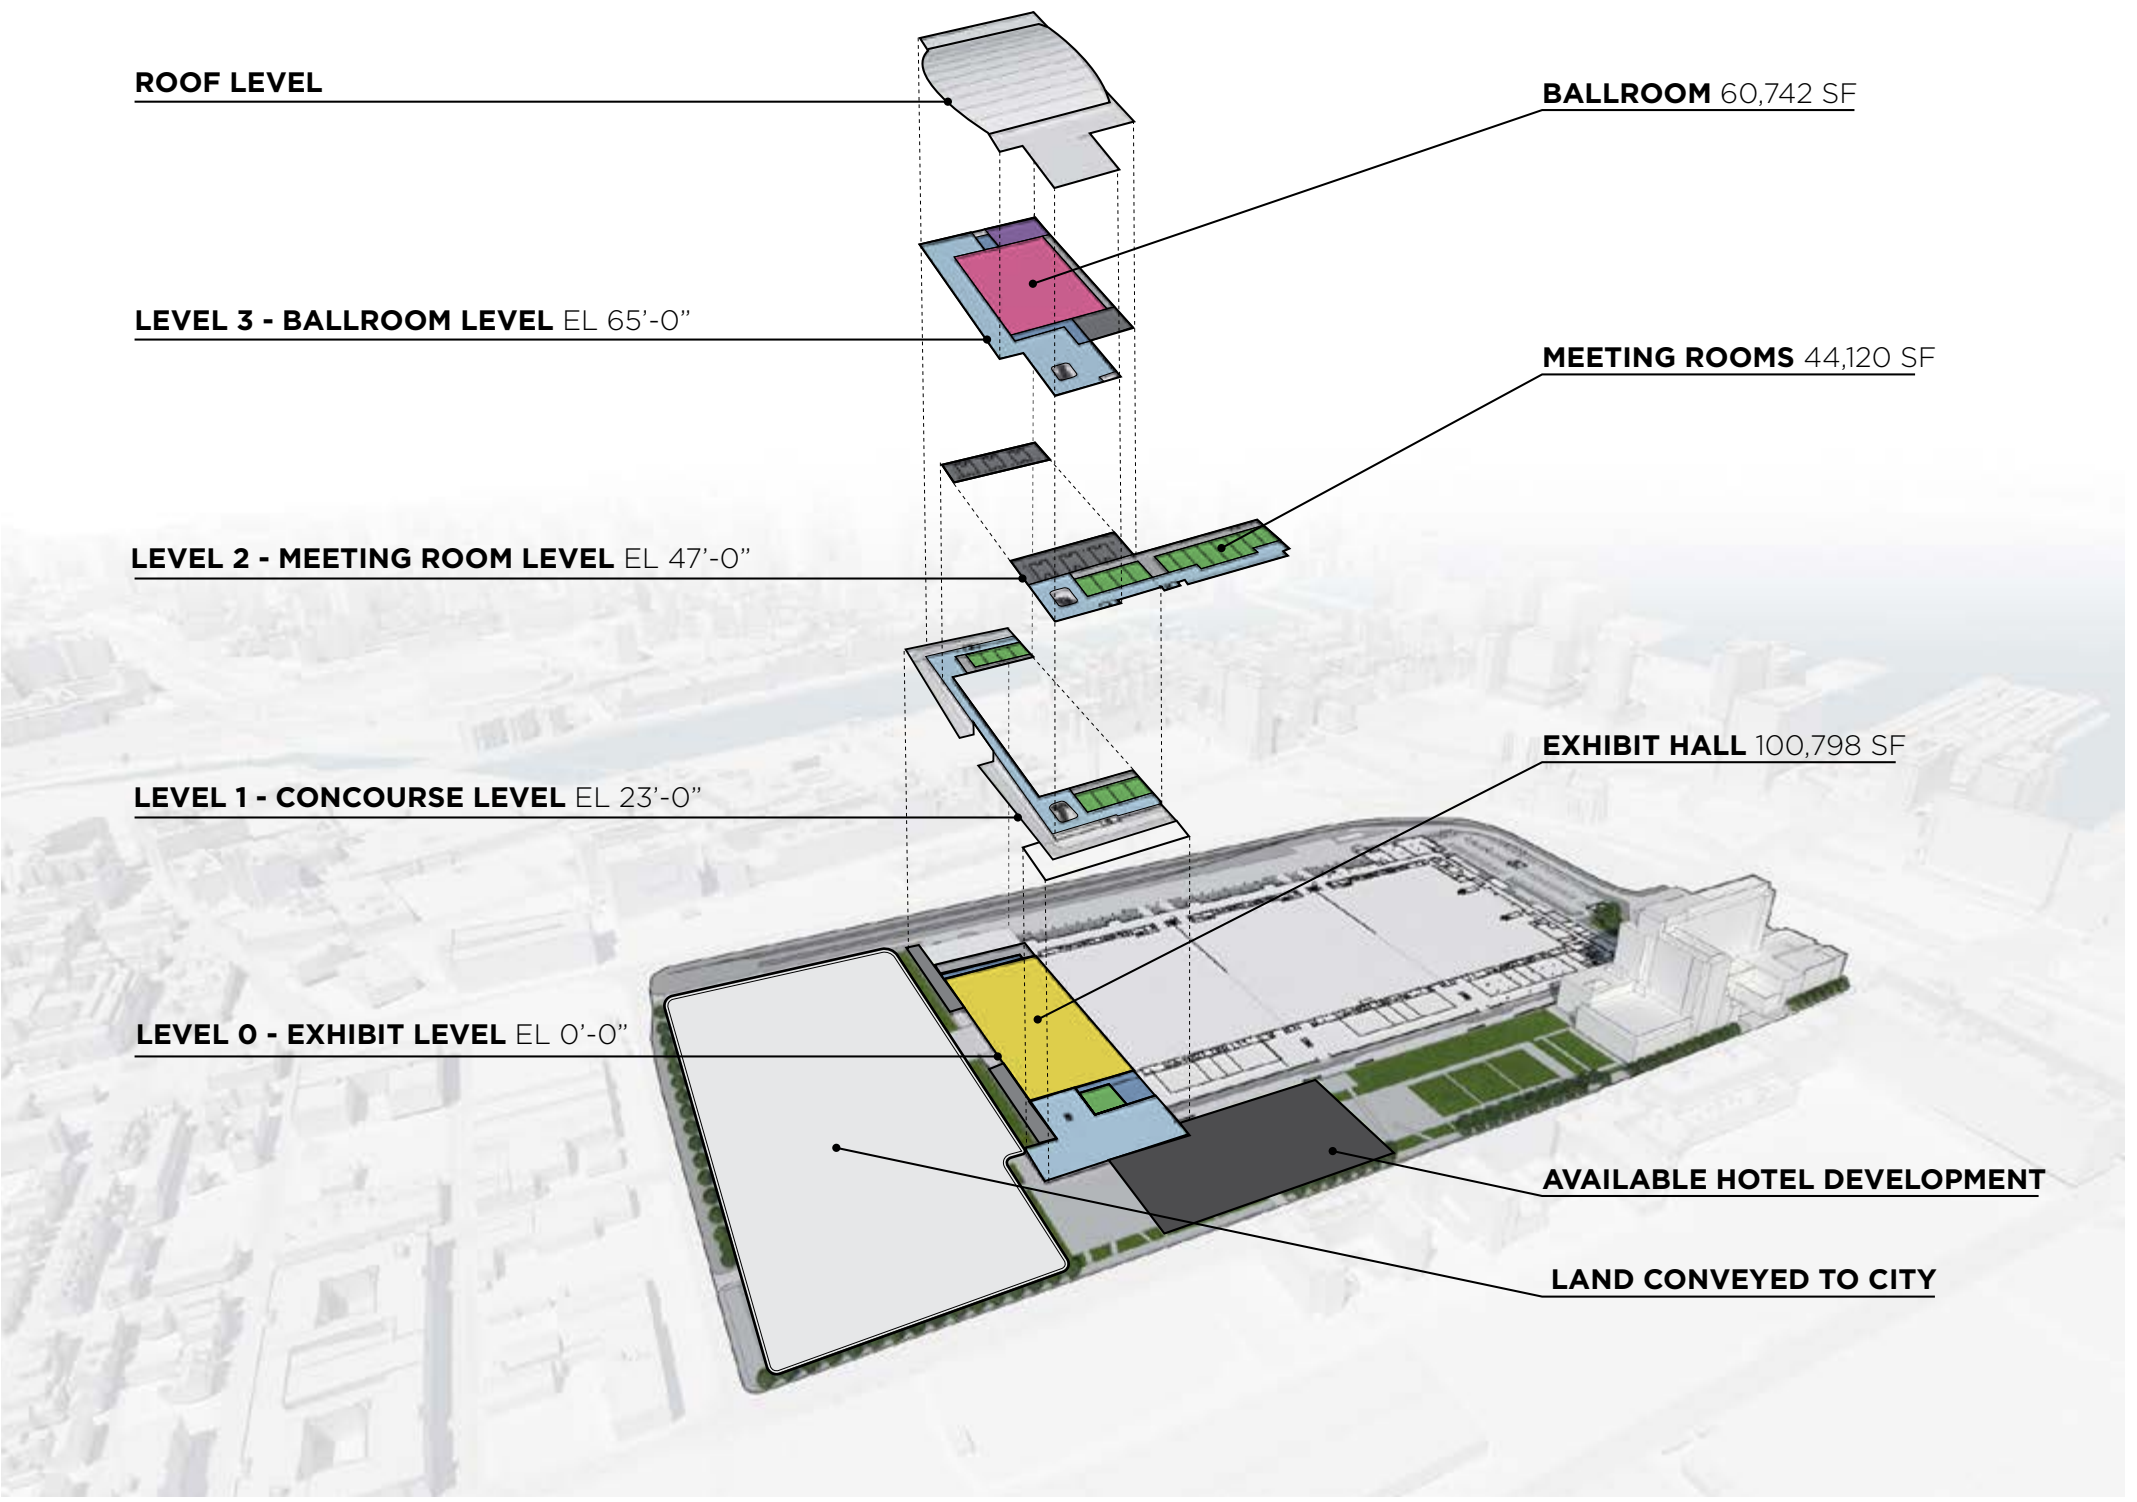 ROOF LEVEL
BALLROOM 60,742 SF
LEVEL 3 - BALLROOM LEVEL EL 65'-0"
MEETING ROOMS 44,120 SF
LEVEL 2 - MEETING ROOM LEVEL EL 47'-0"
EXHIBIT HALL 100,798 SF
LEVEL 1 - CONCOURSE LEVEL EL 23'-0"
LEVEL 0 - EXHIBIT LEVEL EL 0'-0"
AVAILABLE HOTEL DEVELOPMENT
LAND CONVEYED TO CITY